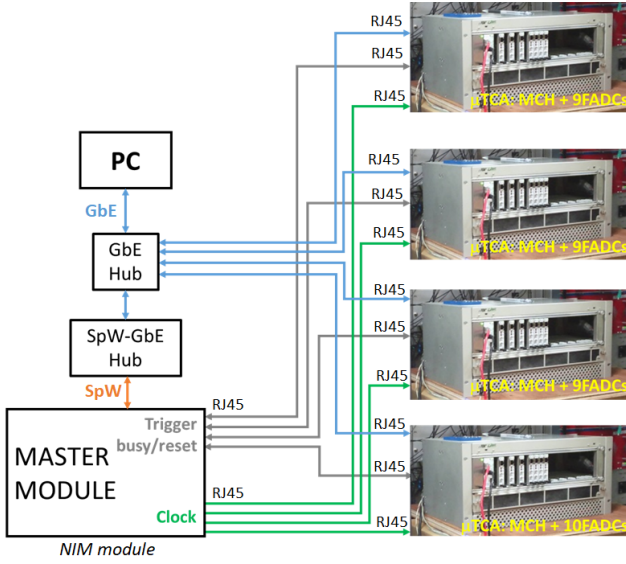 RJ45
RJ45
RJ45
μTCA: MCH + 9FADCs
PC
GbE
RJ45
RJ45
RJ45
μTCA: MCH + 9FADCs
GbE
Hub
RJ45
RJ45
RJ45
μTCA: MCH + 9FADCs
SpW-GbE
Hub
SpW
RJ45
Trigger
busy/reset
MASTER
MODULE
RJ45
Clock
NIM module
RJ45
RJ45
RJ45
μTCA: MCH + 10FADCs